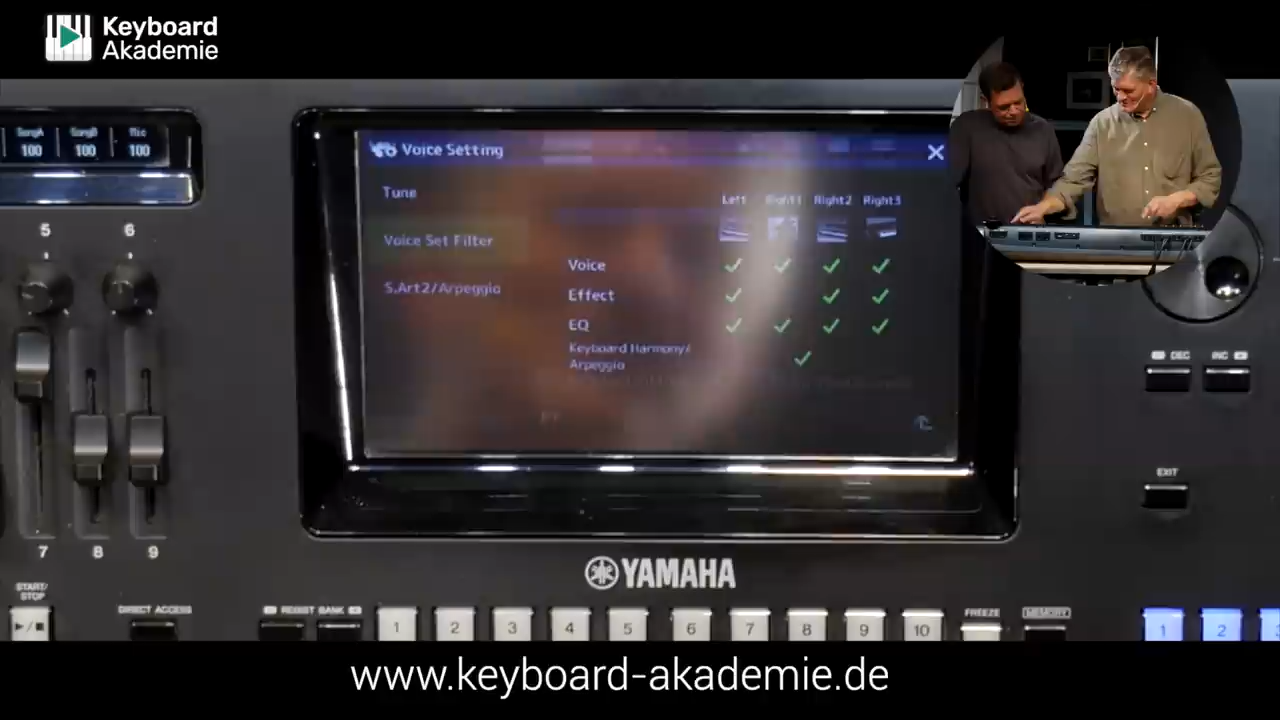 Keyboard
Akademie
SongA SongB Mic
100 100 100
5 6
7 8 9
START/
STOP
DIRECT ACCESS
Voice Setting
Tune
Voice Set Filter
S.Art2/Arpeggio
Left Right1 Right2 Right3
Voice
Effect
EQ
Keyboard Harmony/
Arpeggio
DEC INC
EXIT
YAMAHA
REGIST BANK
1 2 3 4 5 6 7 8 9 10
FREEZE
MEMORY
1 2
www.keyboard-akademie.de